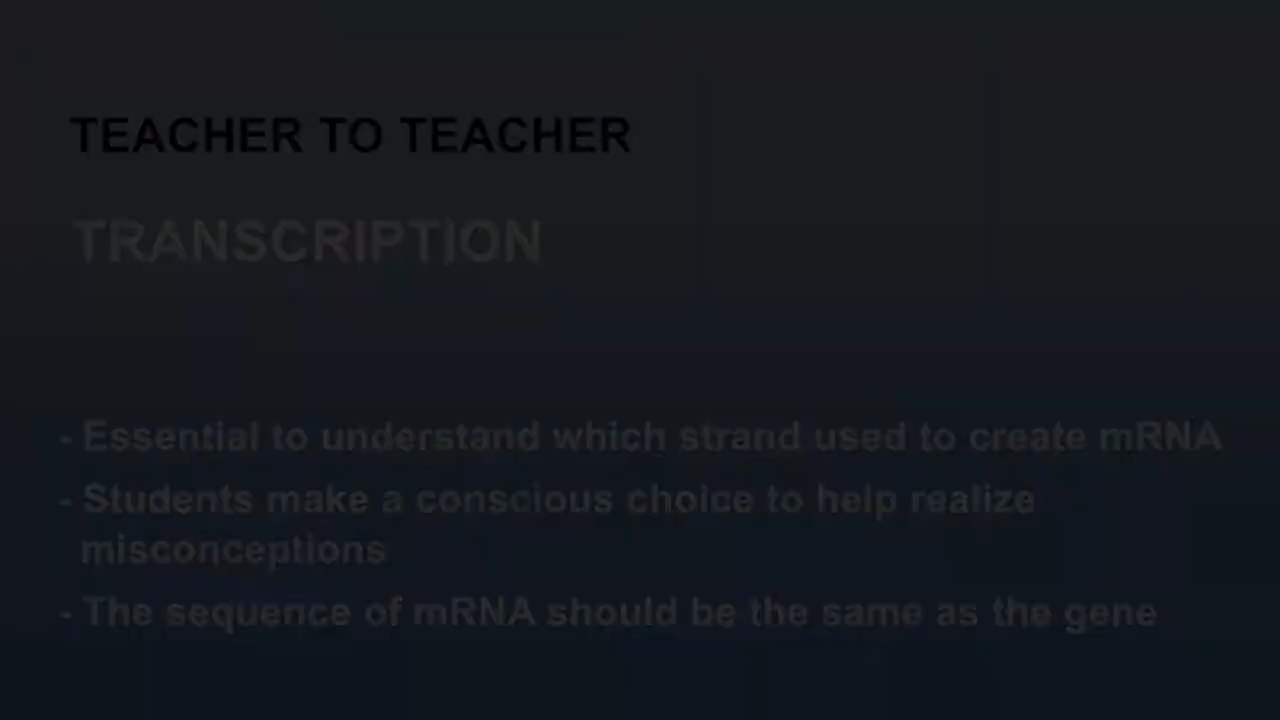 TEACHER TO TEACHER
TRANSCRIPTION
- Essential to understand which strand used to create mRNA
- Students make a conscious choice to help realize
misconceptions
- The sequence of mRNA should be the same as the gene